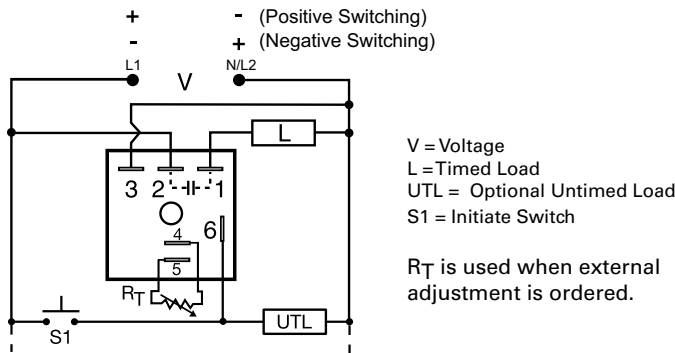 + - (Positive Switching)
- + (Negative Switching)
L1 V N/L2
L
3 2 1
4 6
5
RT
S1 UTL
V = Voltage
L = Timed Load
UTL = Optional Untimed Load
S1 = Initiate Switch
RT is used when external
adjustment is ordered.